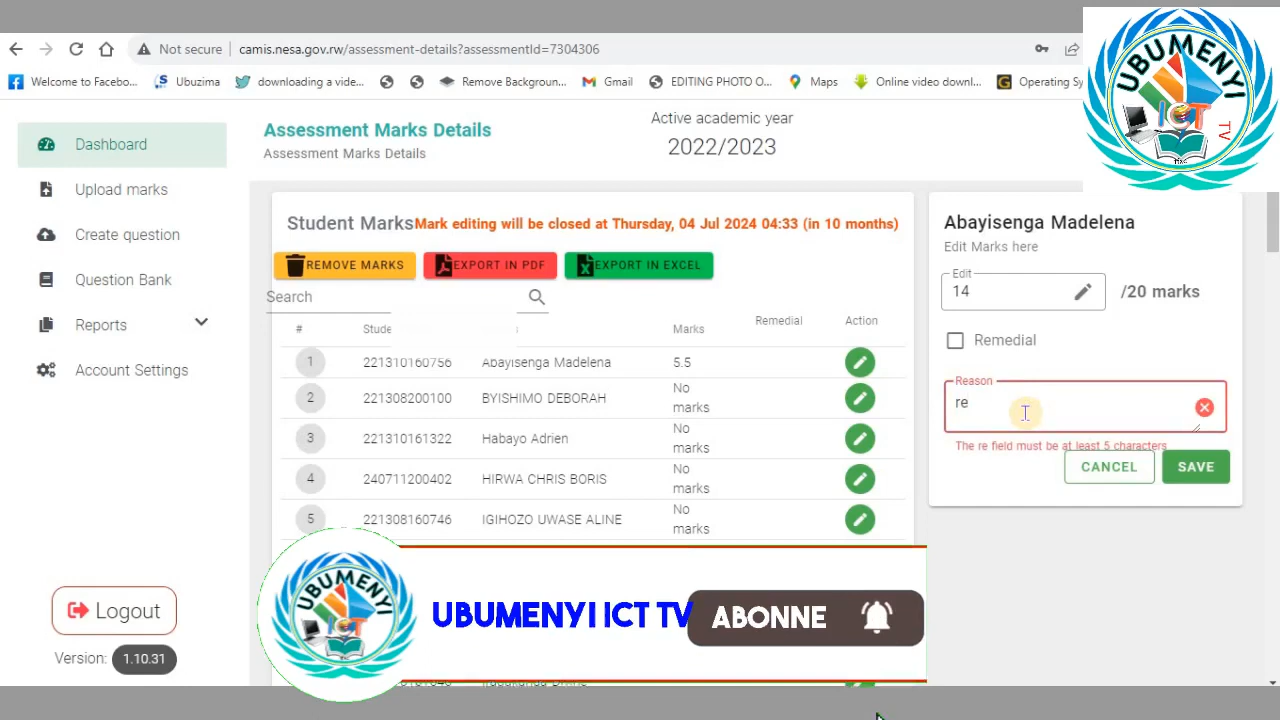 Not secure camis.nesa.gov.rw/assessment-details?assessmentId=7304306
Welcome to Facebo... Ubuzima downloading a vide... Remove Backgroun... Gmail EDITING PHOTO O... Maps Online video downl... Operating Sy
UBUMENYI
ICT
TV
Dashboard
Upload marks
Create question
Question Bank
Reports
Account Settings
Logout
Version: 1.10.31
Assessment Marks Details
Assessment Marks Details
Active academic year
2022/2023
Student Marks Mark editing will be closed at Thursday, 04 Jul 2024 04:33 (in 10 months)
REMOVE MARKS EXPORT IN PDF EXPORT IN EXCEL
Search
# Stude Marks Remedial Action
1 221310160756 Abayisenga Madelena 5.5
2 221308200100 BYISHIMO DEBORAH No marks
3 221310161322 Habayo Adrien No marks
4 240711200402 HIRWA CHRIS BORIS No marks
5 221308160746 IGIHOZO UWASE ALINE No marks
Abayisenga Madelena
Edit Marks here
Edit
14 /20 marks
Remedial
Reason
re
The re field must be at least 5 characters
CANCEL SAVE
UBUMENYI
ICT
UBUMENYI ICT TV ABONNE